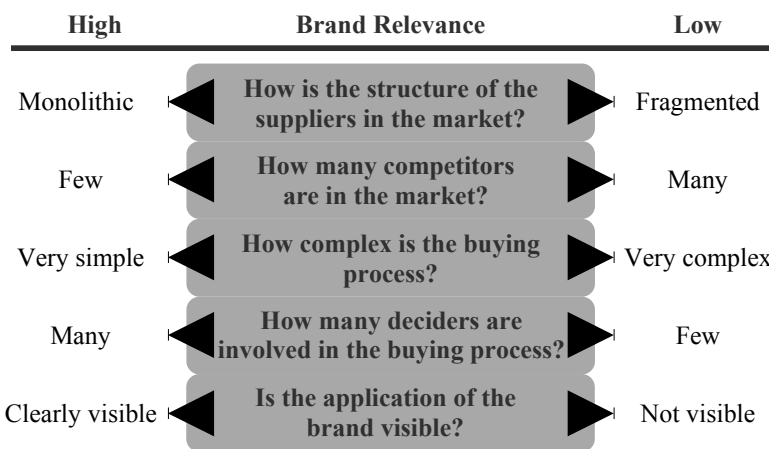 High Brand Relevance Low
Monolithic
How is the structure of the
suppliers in the market?
Fragmented
Few
How many competitors
are in the market?
Many
Very simple
How complex is the buying
process?
Very complex
Many
How many deciders are
involved in the buying process?
Few
Clearly visible
Is the application of the
brand visible?
Not visible